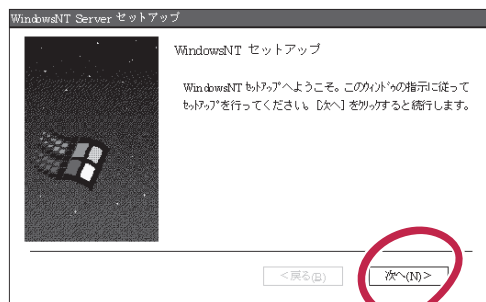 WindowsNT Server セットアップ
WindowsNT セットアップ
WindowsNT ｾｯﾄｱｯﾌﾟへようこそ。このｳｨﾝﾄﾞｳの指示に従って
ｾｯﾄｱｯﾌﾟを行ってください。[次へ] をｸﾘｯｸすると続行します。
<戻る(B)
次へ(N)>